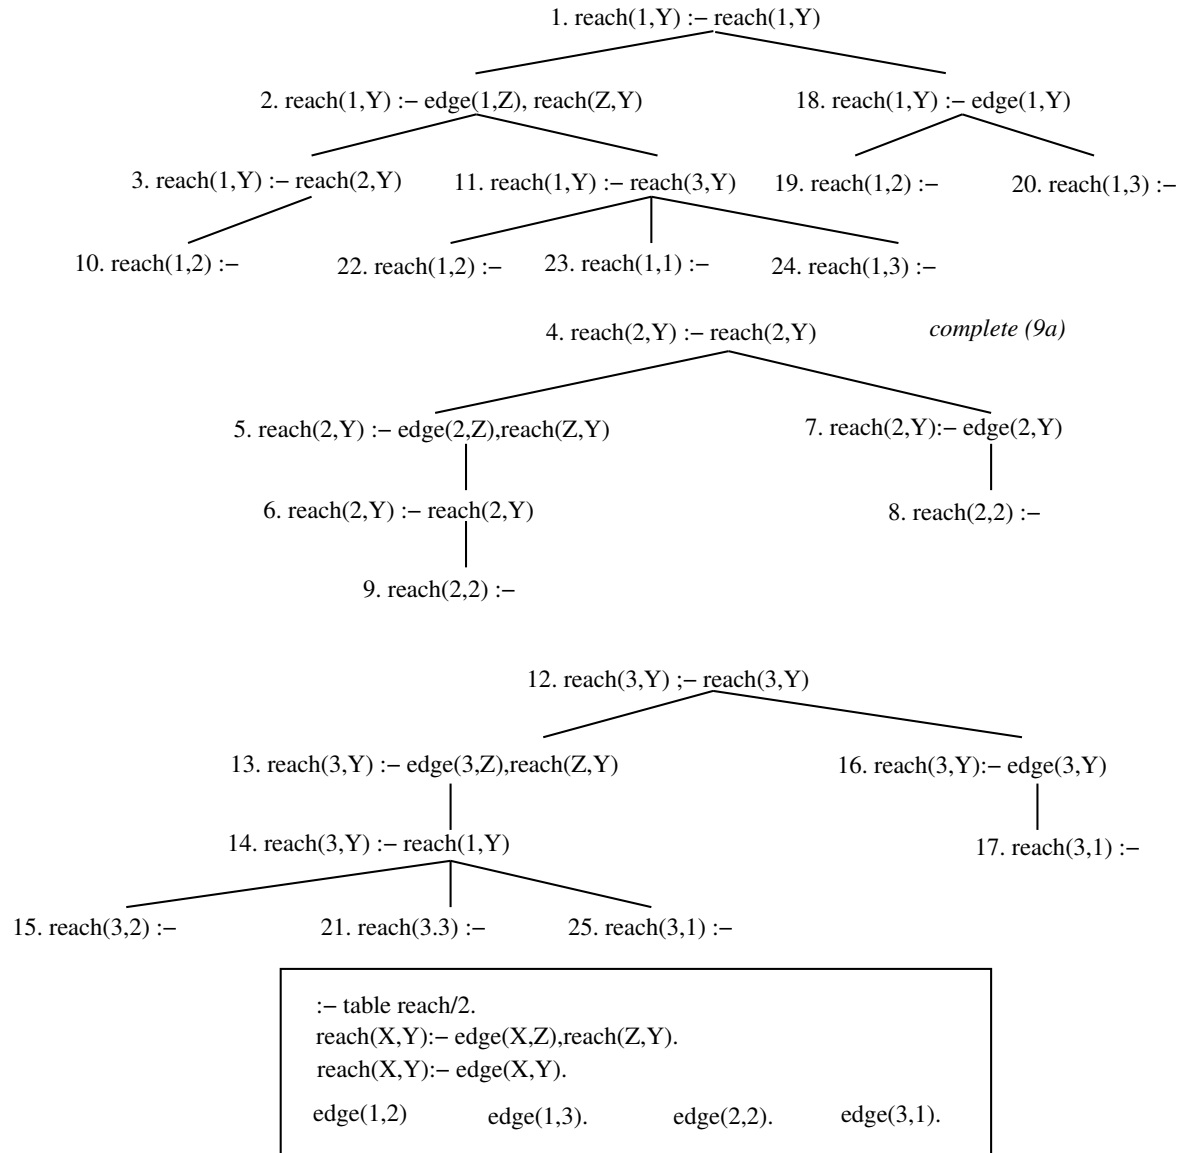 1. reach(1,Y) :− reach(1,Y)
2. reach(1,Y) :− edge(1,Z), reach(Z,Y)
18. reach(1,Y) :− edge(1,Y)
3. reach(1,Y) :− reach(2,Y)
11. reach(1,Y) :− reach(3,Y)
19. reach(1,2) :−
20. reach(1,3) :−
10. reach(1,2) :−
22. reach(1,2) :−
23. reach(1,1) :−
24. reach(1,3) :−
4. reach(2,Y) :− reach(2,Y)
complete (9a)
5. reach(2,Y) :− edge(2,Z),reach(Z,Y)
7. reach(2,Y):− edge(2,Y)
6. reach(2,Y) :− reach(2,Y)
8. reach(2,2) :−
9. reach(2,2) :−
12. reach(3,Y) ;− reach(3,Y)
13. reach(3,Y) :− edge(3,Z),reach(Z,Y)
16. reach(3,Y):− edge(3,Y)
14. reach(3,Y) :− reach(1,Y)
17. reach(3,1) :−
15. reach(3,2) :−
21. reach(3.3) :−
25. reach(3,1) :−
:− table reach/2.
reach(X,Y):− edge(X,Z),reach(Z,Y).
reach(X,Y):− edge(X,Y).
edge(1,2) edge(1,3). edge(2,2). edge(3,1).